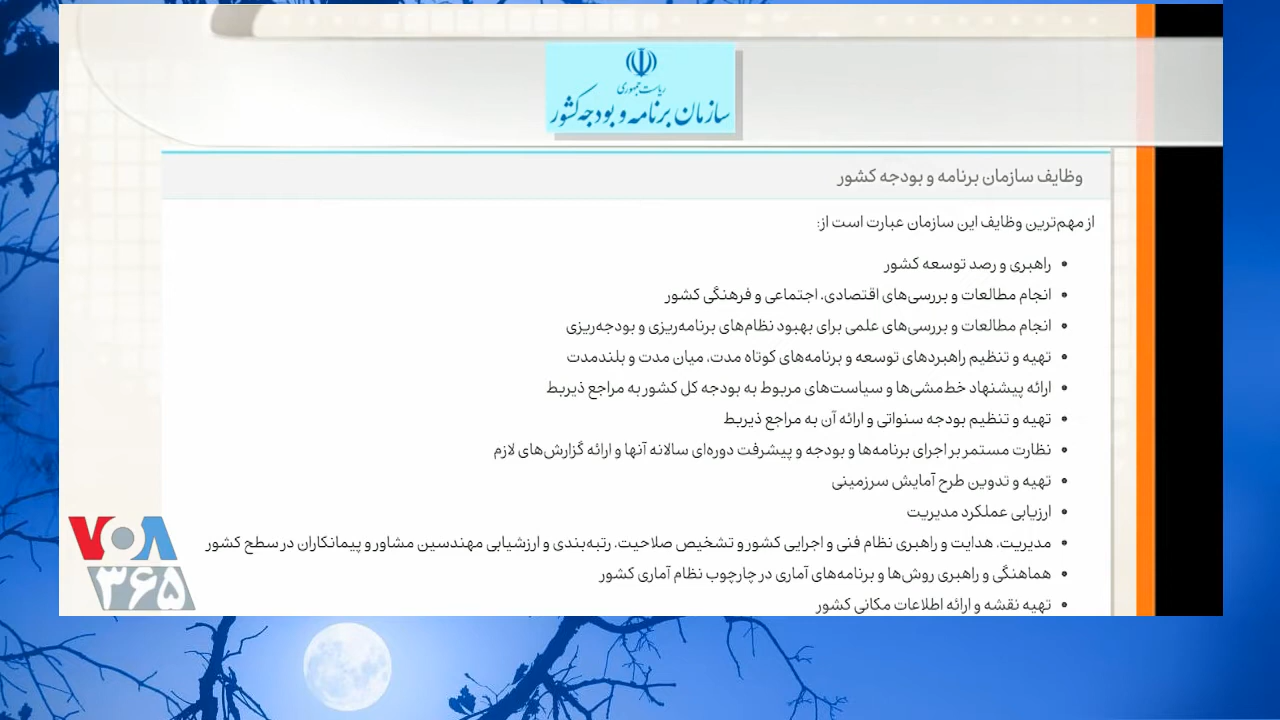 ریاست جمهوری
سازمان برنامه و بودجه کشور
وظایف سازمان برنامه و بودجه کشور
از مهم‌ترین وظایف این سازمان عبارت است از:
• راهبری و رصد توسعه کشور
• انجام مطالعات و بررسی‌های اقتصادی، اجتماعی و فرهنگی کشور
• انجام مطالعات و بررسی‌های علمی برای بهبود نظام‌های برنامه‌ریزی و بودجه‌ریزی
• تهیه و تنظیم راهبردهای توسعه و برنامه‌های کوتاه مدت، میان مدت و بلندمدت
• ارائه پیشنهاد خط‌مشی‌ها و سیاست‌های مربوط به بودجه کل کشور به مراجع ذیربط
• تهیه و تنظیم بودجه سنواتی و ارائه آن به مراجع ذیربط
• نظارت مستمر بر اجرای برنامه‌ها و بودجه و پیشرفت دوره‌ای سالانه آنها و ارائه گزارش‌های لازم
• تهیه و تدوین طرح آمایش سرزمینی
• ارزیابی عملکرد مدیریت
• مدیریت، هدایت و راهبری نظام فنی و اجرایی کشور و تشخیص صلاحیت، رتبه‌بندی و ارزشیابی مهندسین مشاور و پیمانکاران در سطح کشور
• هماهنگی و راهبری روش‌ها و برنامه‌های آماری در چارچوب نظام آماری کشور
• تهیه نقشه و ارائه اطلاعات مکانی کشور
VOA
۳۶۵